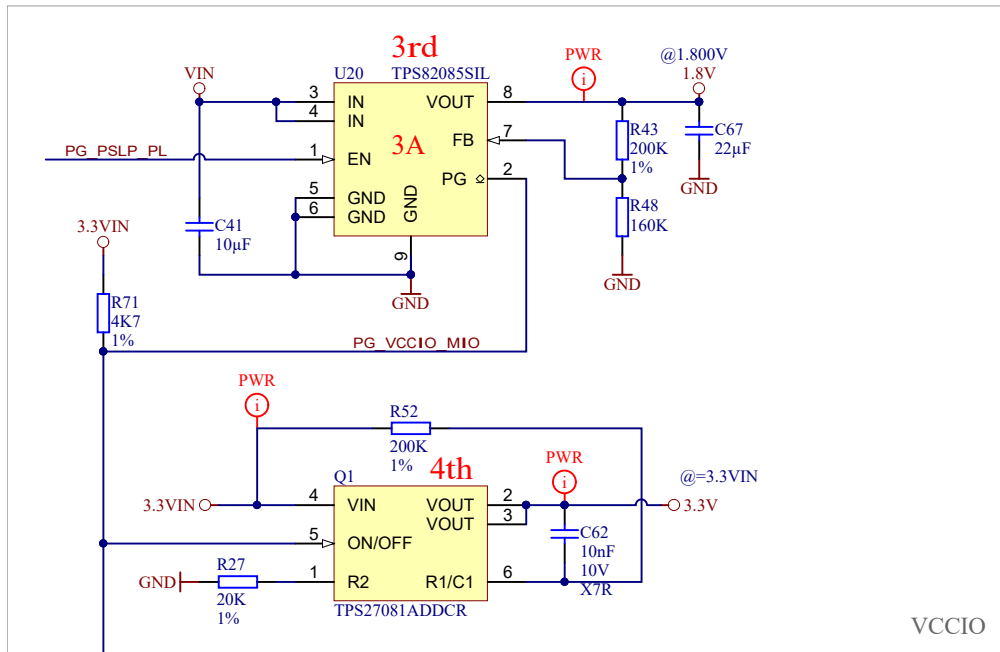 3rd
PWR
@1.800V
VIN
U20
TPS82085SIL
1.8V
3
IN
VOUT
8
4
IN
R43
200K
1%
C67
22µF
3A
FB
7
PG_PSLP_PL
1
EN
PG
2
GND
5
GND
6
GND
GND
9
R48
160K
C41
10µF
3.3VIN
GND
GND
R71
4K7
1%
PG_VCCIO_MIO
PWR
R52
200K
1%
4th
PWR
@=3.3VIN
Q1
3.3VIN
4
VIN
VOUT
2
3.3V
VOUT
3
5
ON/OFF
C62
10nF
10V
X7R
R27
GND
20K
1%
1
R2
R1/C1
6
TPS27081ADDCR
VCCIO